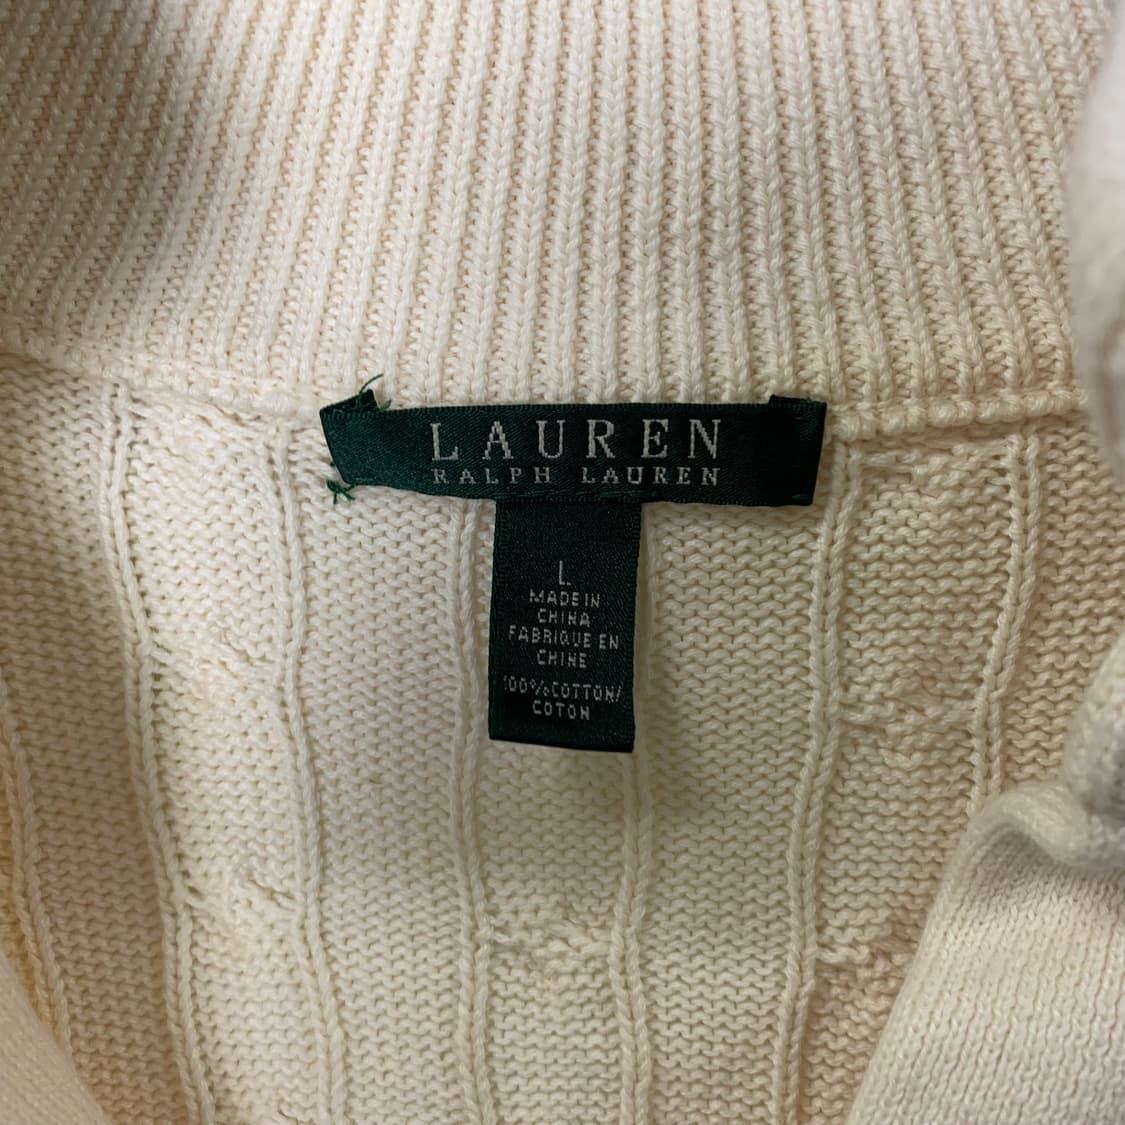 LAUREN
RALPH LAUREN
L
MADE IN
CHINA
FABRIQUE EN
CHINE
100%COTTON/
COTON